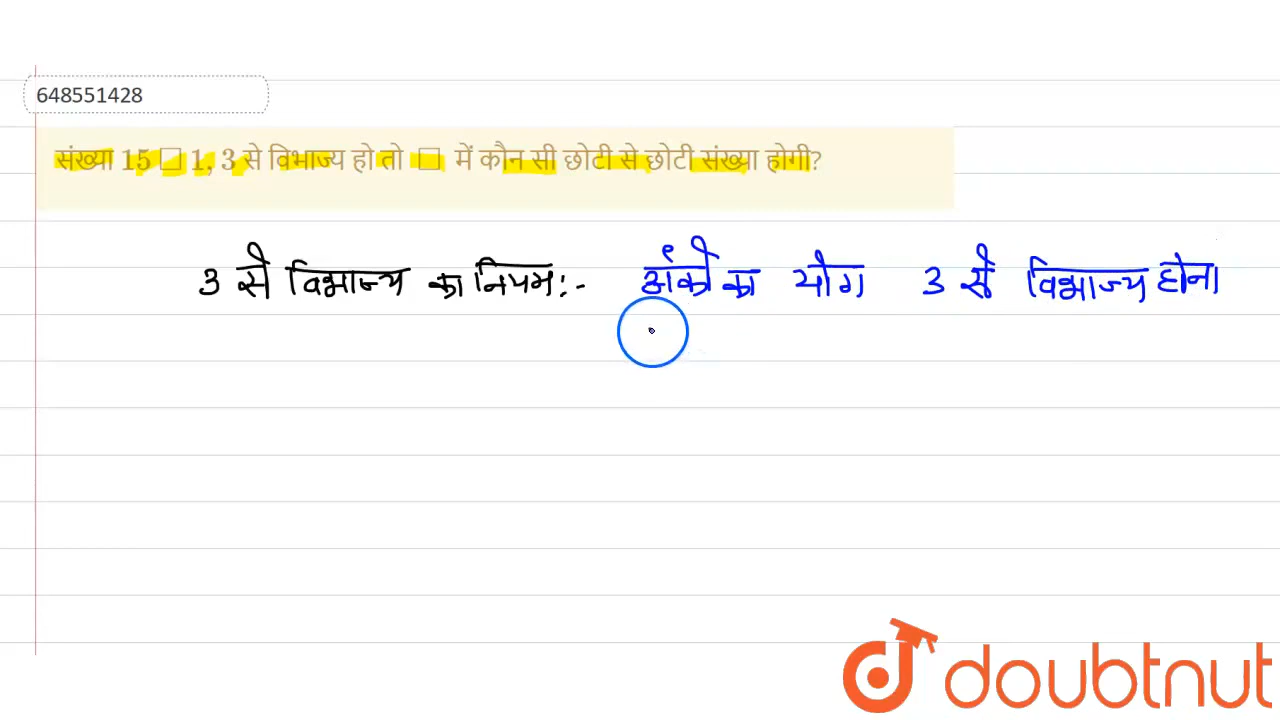 648551428
संख्या 15 □ 1, 3 से विभाज्य हो तो □ में कौन सी छोटी से छोटी संख्या होगी?
3 से विभाज्य का नियम :- अंको का योग 3 से विभाज्य होना
doubtnut